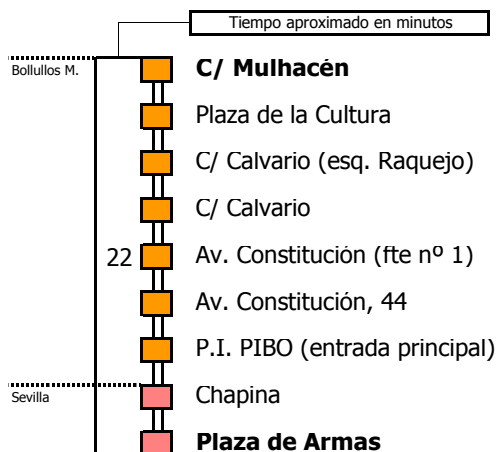 Tiempo aproximado en minutos
Bollullos M.
C/ Mulhacén
Plaza de la Cultura
C/ Calvario (esq. Raquejo)
C/ Calvario
22
Av. Constitución (fte nº 1)
Av. Constitución, 44
P.I. PIBO (entrada principal)
Sevilla
Chapina
Plaza de Armas